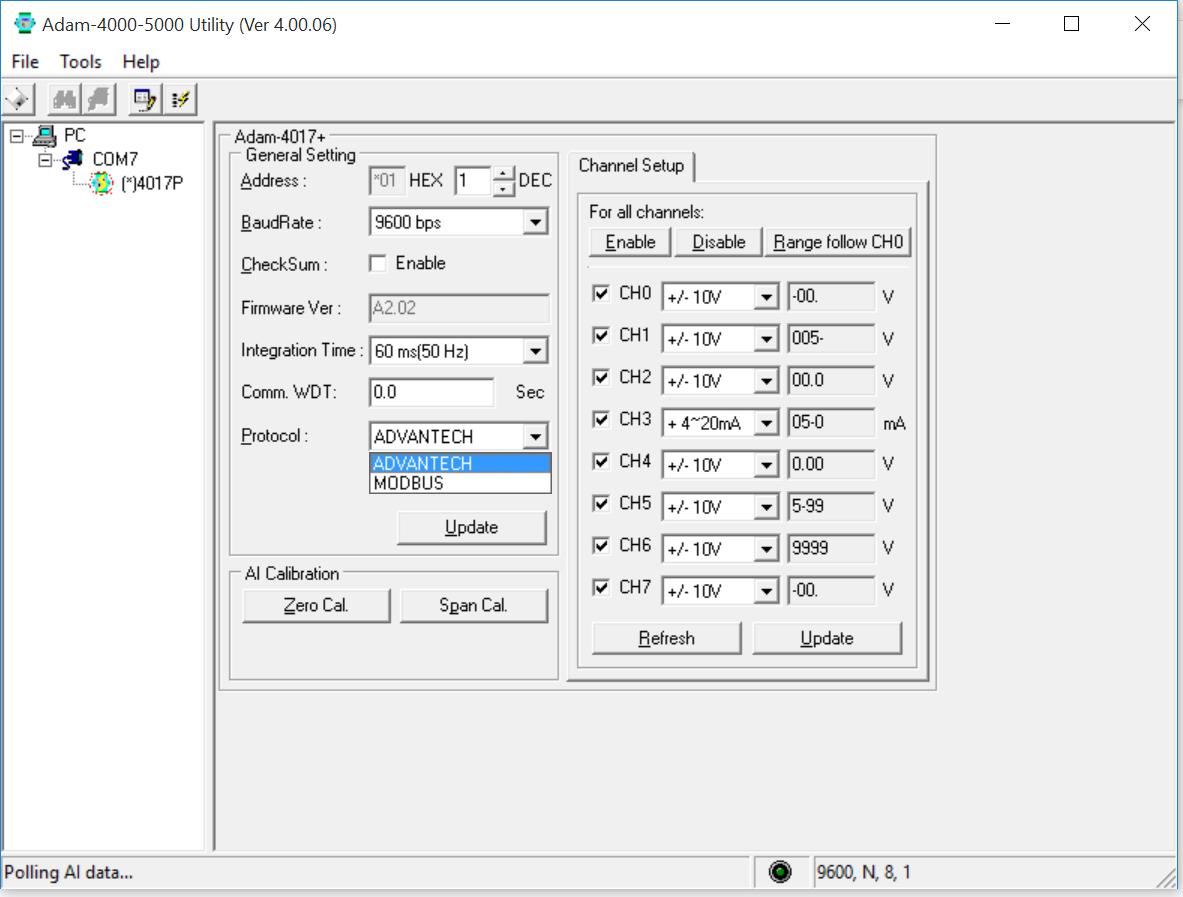 Adam-4000-5000 Utility (Ver 4.00.06)
File Tools Help
PC
COM7
(*)4017P
Adam-4017+
General Setting
Address : *01 HEX 1 DEC
BaudRate : 9600 bps
CheckSum : Enable
Firmware Ver : A2.02
Integration Time : 60 ms(50 Hz)
Comm. WDT: 0.0 Sec
Protocol : ADVANTECH
ADVANTECH
MODBUS
Update
AI Calibration
Zero Cal. Span Cal.
Channel Setup
For all channels:
Enable Disable Range follow CH0
CH0 +/- 10V -00. V
CH1 +/- 10V 005- V
CH2 +/- 10V 00.0 V
CH3 + 4~20mA 05-0 mA
CH4 +/- 10V 0.00 V
CH5 +/- 10V 5-99 V
CH6 +/- 10V 9999 V
CH7 +/- 10V -00. V
Refresh Update
Polling AI data... 9600, N, 8, 1